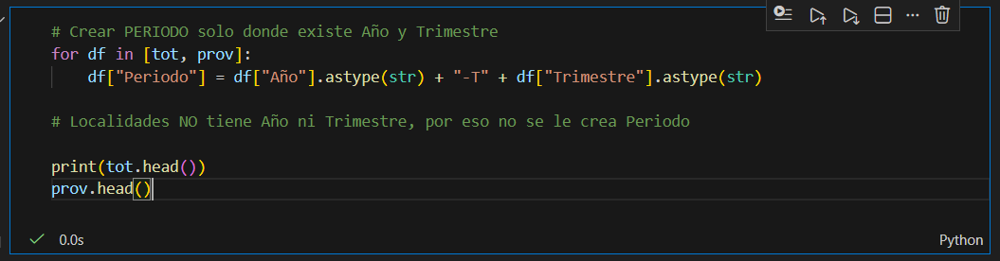 # Crear PERIODO solo donde existe Año y Trimestre
for df in [tot, prov]:
    df["Periodo"] = df["Año"].astype(str) + "-T" + df["Trimestre"].astype(str)
# Localidades NO tiene Año ni Trimestre, por eso no se le crea Periodo
print(tot.head())
prov.head()
0.0s
Python